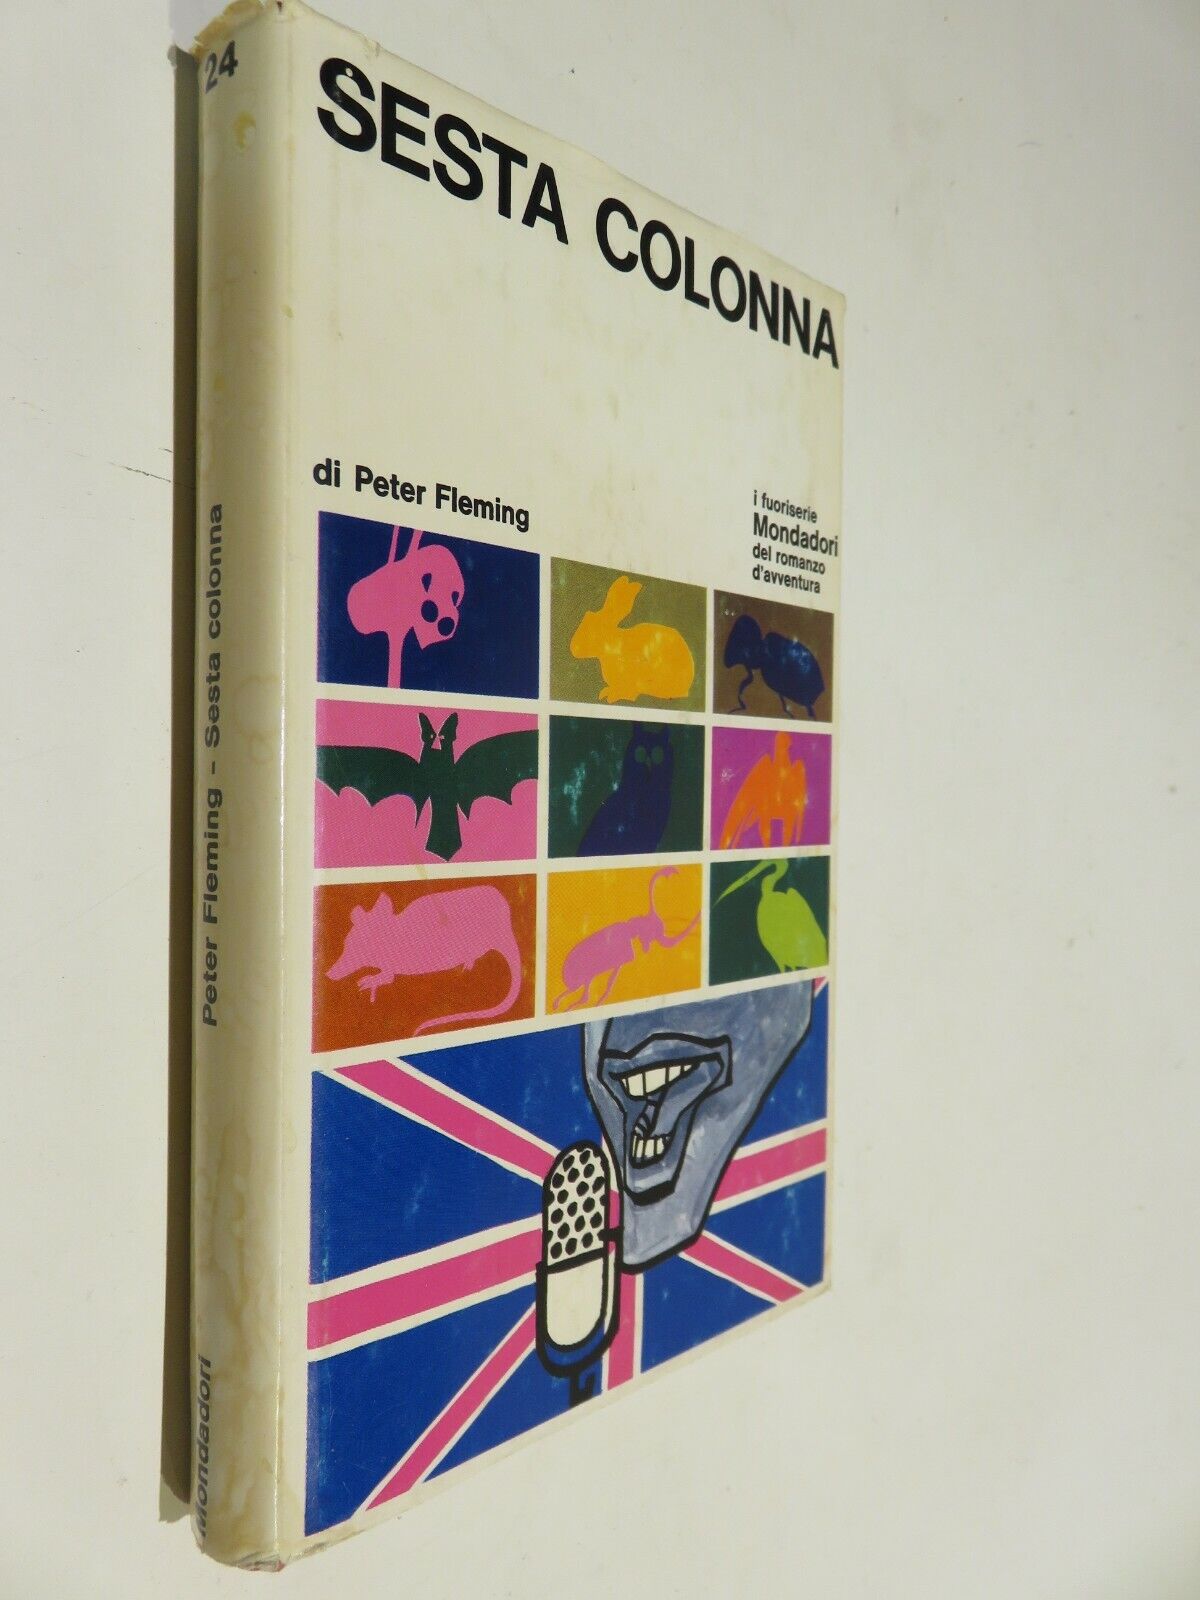 SESTA COLONNA
di Peter Fleming
i fuoriserie
Mondadori
del romanzo
d'avventura
24
Peter Fleming - Sesta colonna
Mondadori